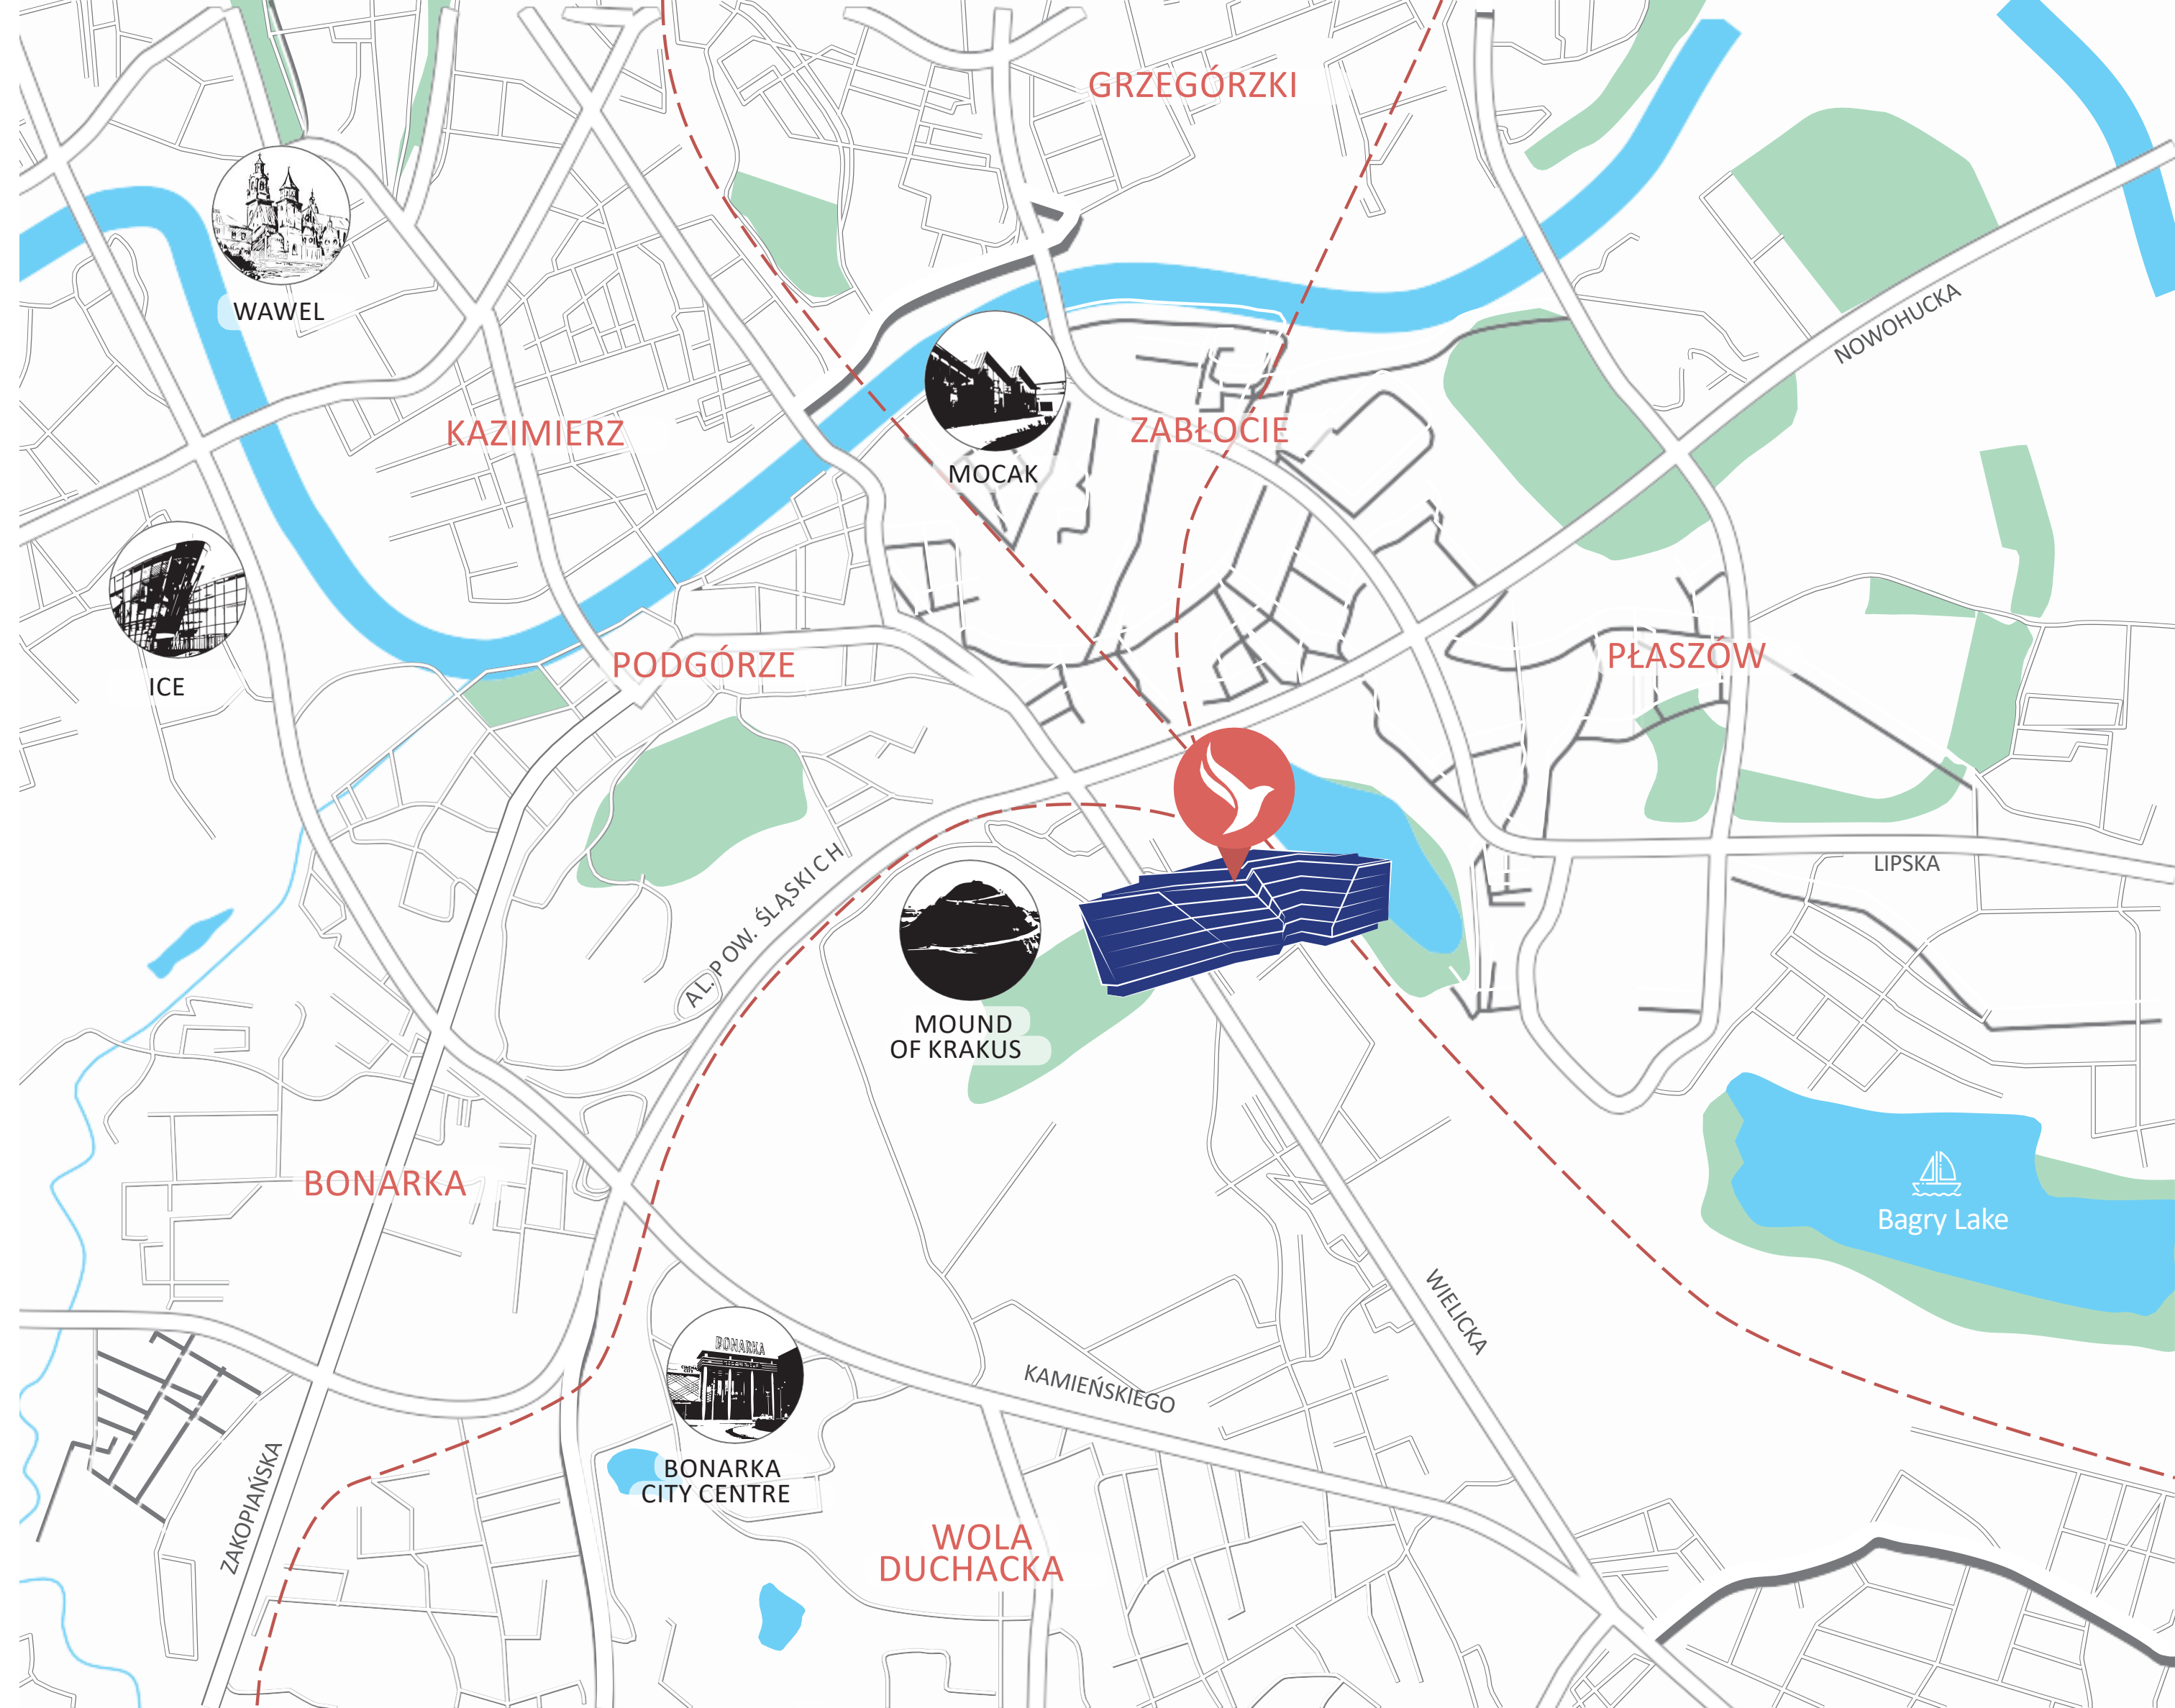 GRZEGÓRZKI
WAWEL
NOWOHUCKA
KAZIMIERZ
ZABŁOCIE
MOCAK
PODGÓRZE
PŁASZÓW
ICE
AL. POW. ŚLĄSKICH
LIPSKA
MOUND
OF KRAKUS
BONARKA
Bagry Lake
WIELICKA
BONARKA
KAMIEŃSKIEGO
BONARKA
CITY CENTRE
ZAKOPIAŃSKA
WOLA
DUCHACKA